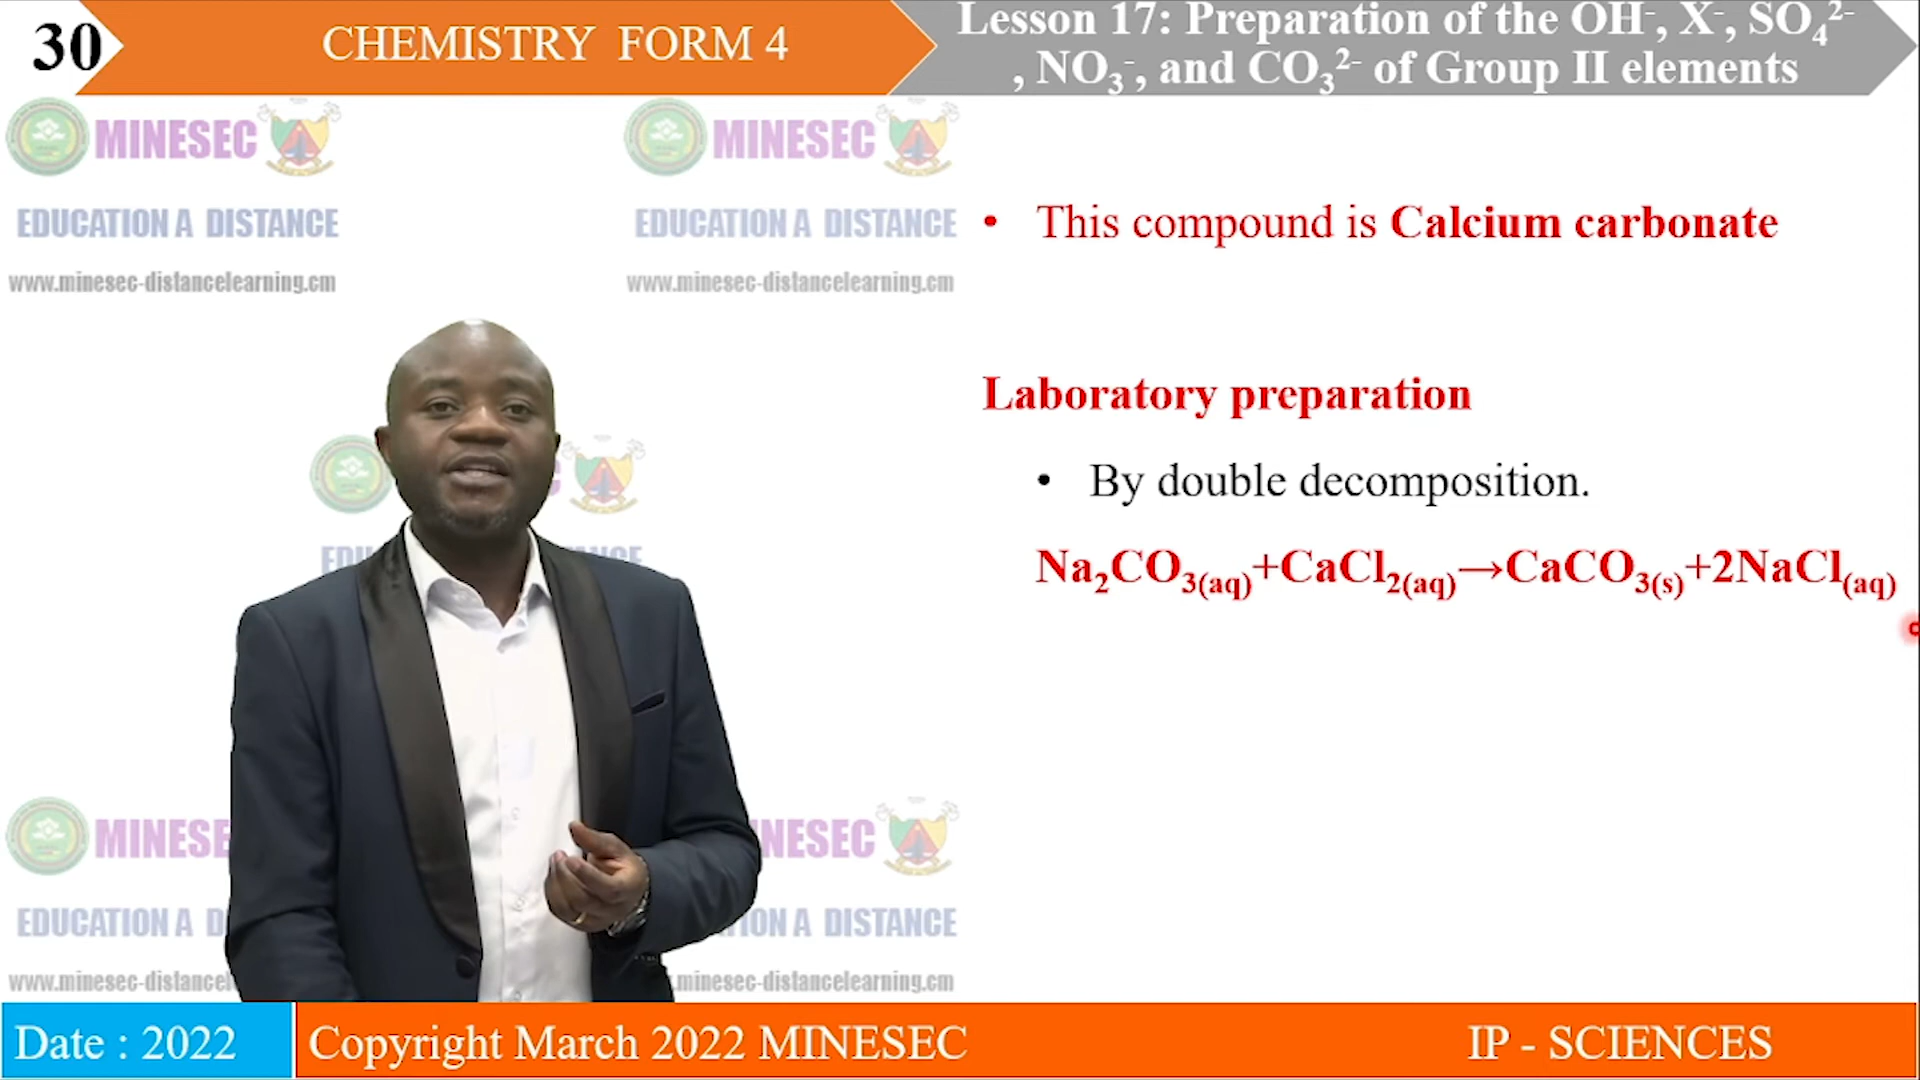 30
CHEMISTRY FORM 4
Lesson 17: Preparation of the OH⁻, X⁻, SO₄²⁻
, NO₃⁻, and CO₃²⁻ of Group II elements
MINESEC
MINESEC
EDUCATION A DISTANCE
EDUCATION A DISTANCE
www.minesec-distancelearning.cm
www.minesec-distancelearning.cm
• This compound is Calcium carbonate
Laboratory preparation
• By double decomposition.
Na₂CO₃(aq)+CaCl₂(aq)→CaCO₃(s)+2NaCl(aq)
MINESE
NESEC
EDUCATION A D
ION A DISTANCE
www.minesec-distancel
minesec-distancelearning.cm
Date : 2022
Copyright March 2022 MINESEC
IP - SCIENCES